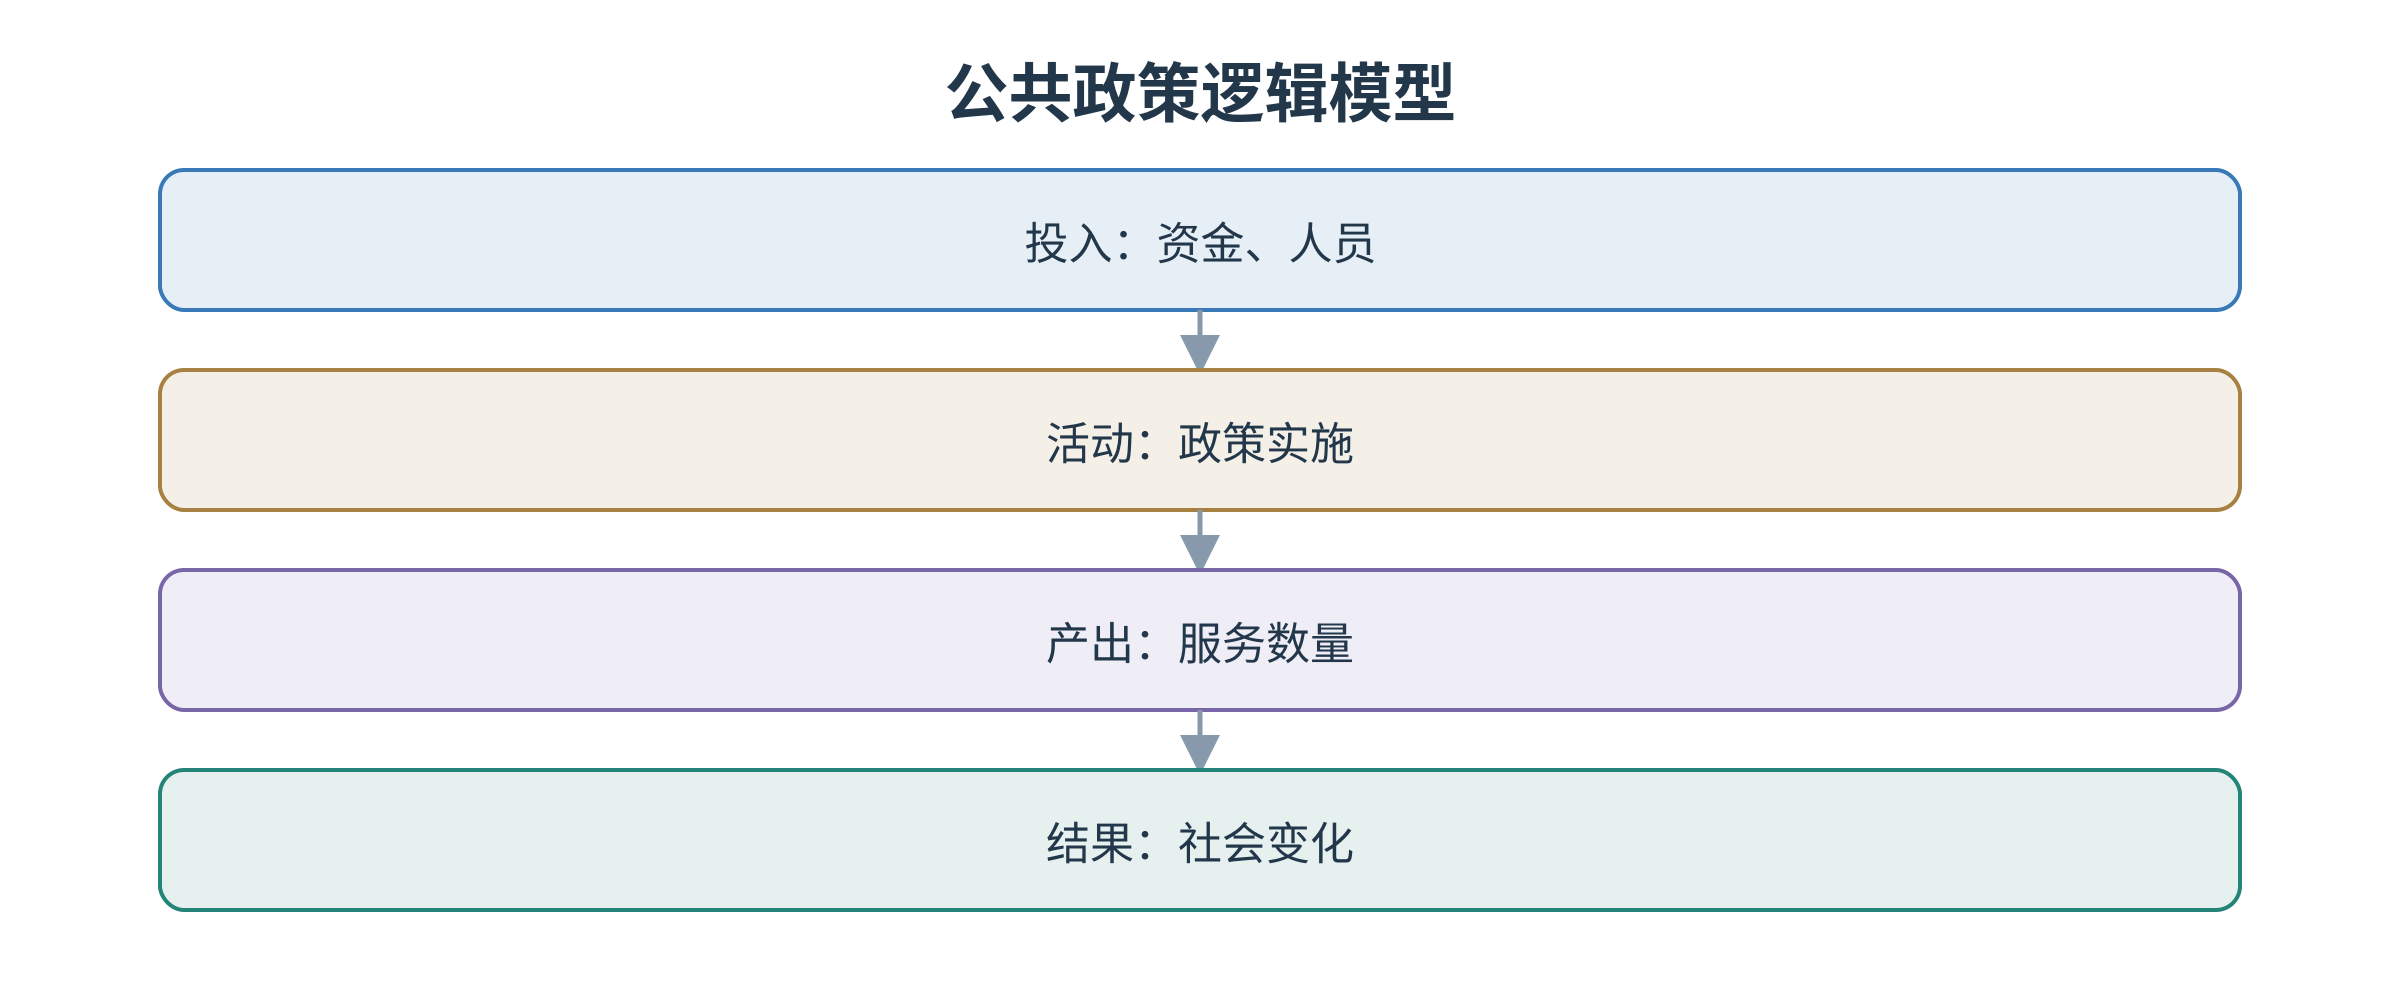 公共政策逻辑模型
投入：资金、人员
活动：政策实施
产出：服务数量
结果：社会变化